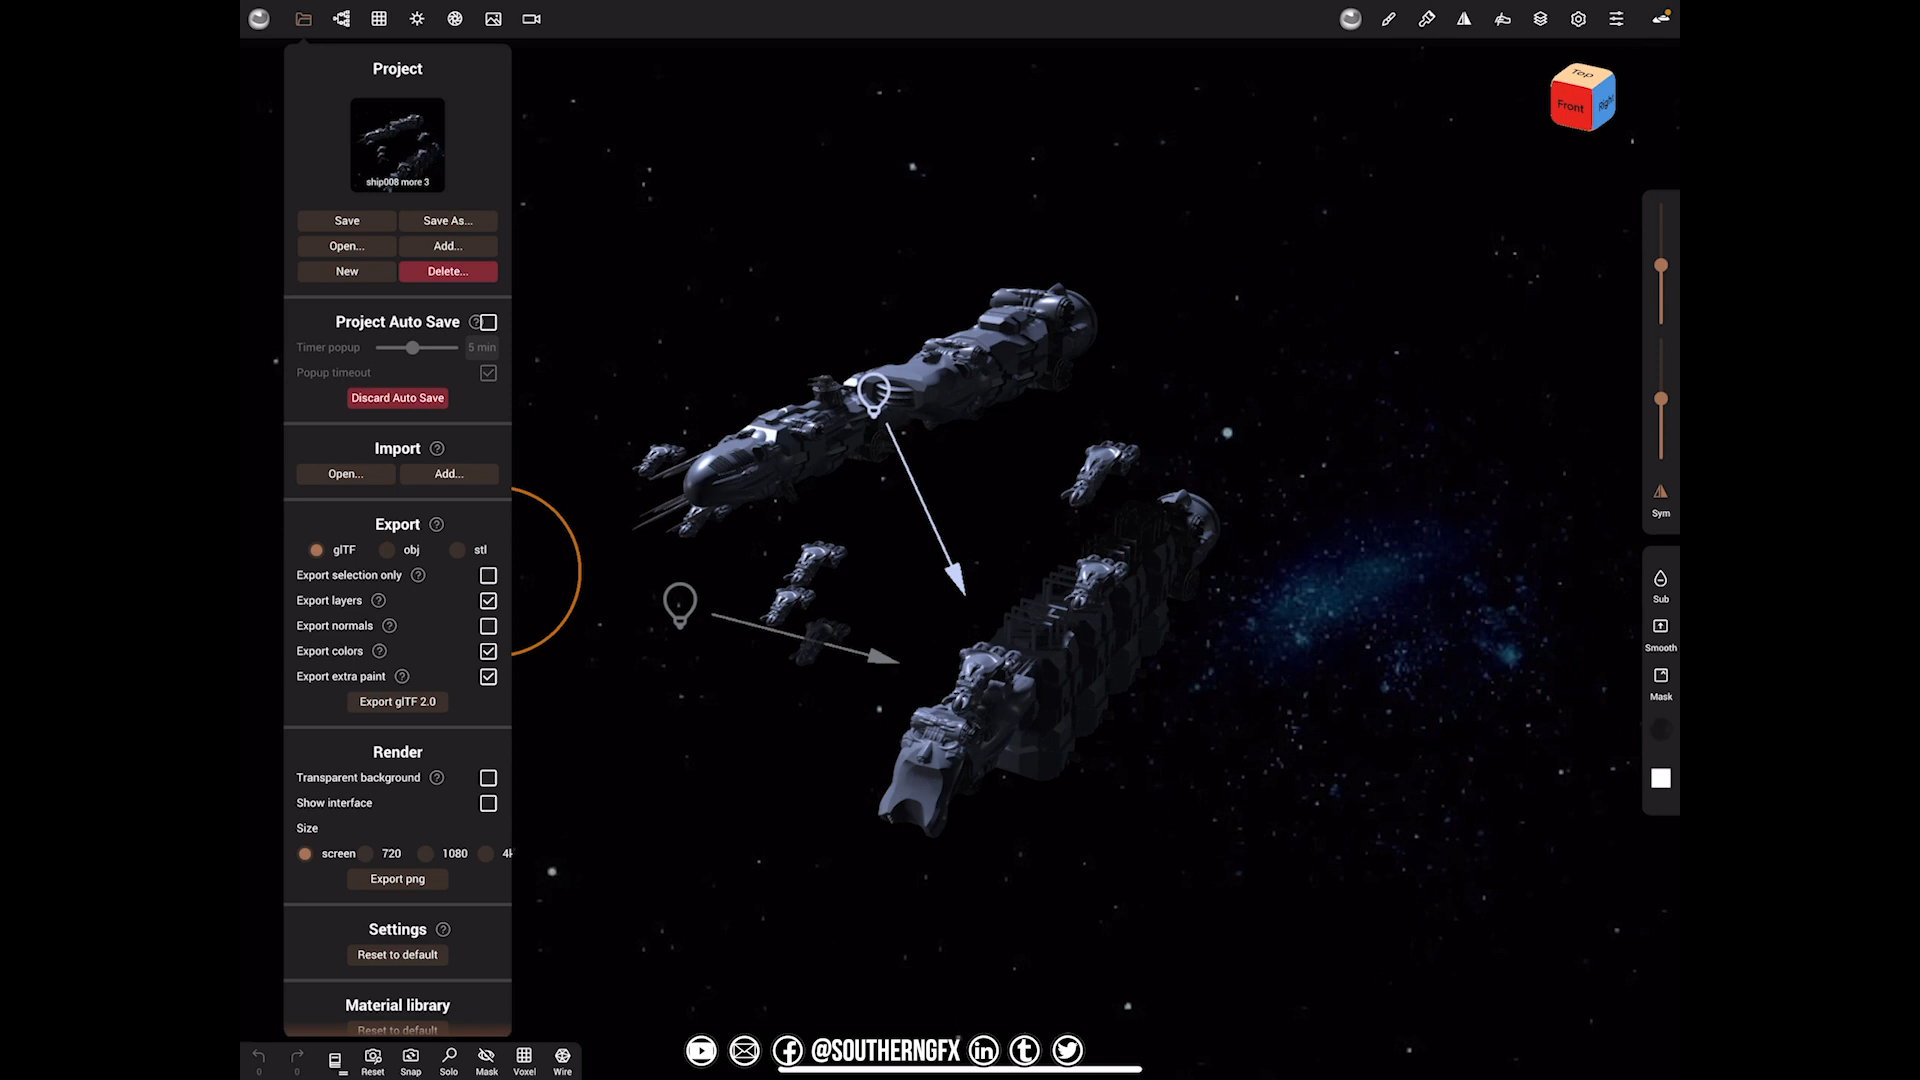 Project
ship008 more 3
Save
Save As...
Open...
Add...
New
Delete...
Project Auto Save ?
Timer popup 5 min
Popup timeout
Discard Auto Save
Import ?
Open...
Add...
Export ?
glTF obj stl
Export selection only ?
Export layers ?
Export normals ?
Export colors ?
Export extra paint ?
Export glTF 2.0
Render
Transparent background ?
Show interface
Size
screen 720 1080 4k
Export png
Settings ?
Reset to default
Material library
Reset to default
0
0
Reset
Snap
Solo
Mask
Voxel
Wire
@SOUTHERNGFX
Top
Front
Right
Sym
Sub
Smooth
Mask